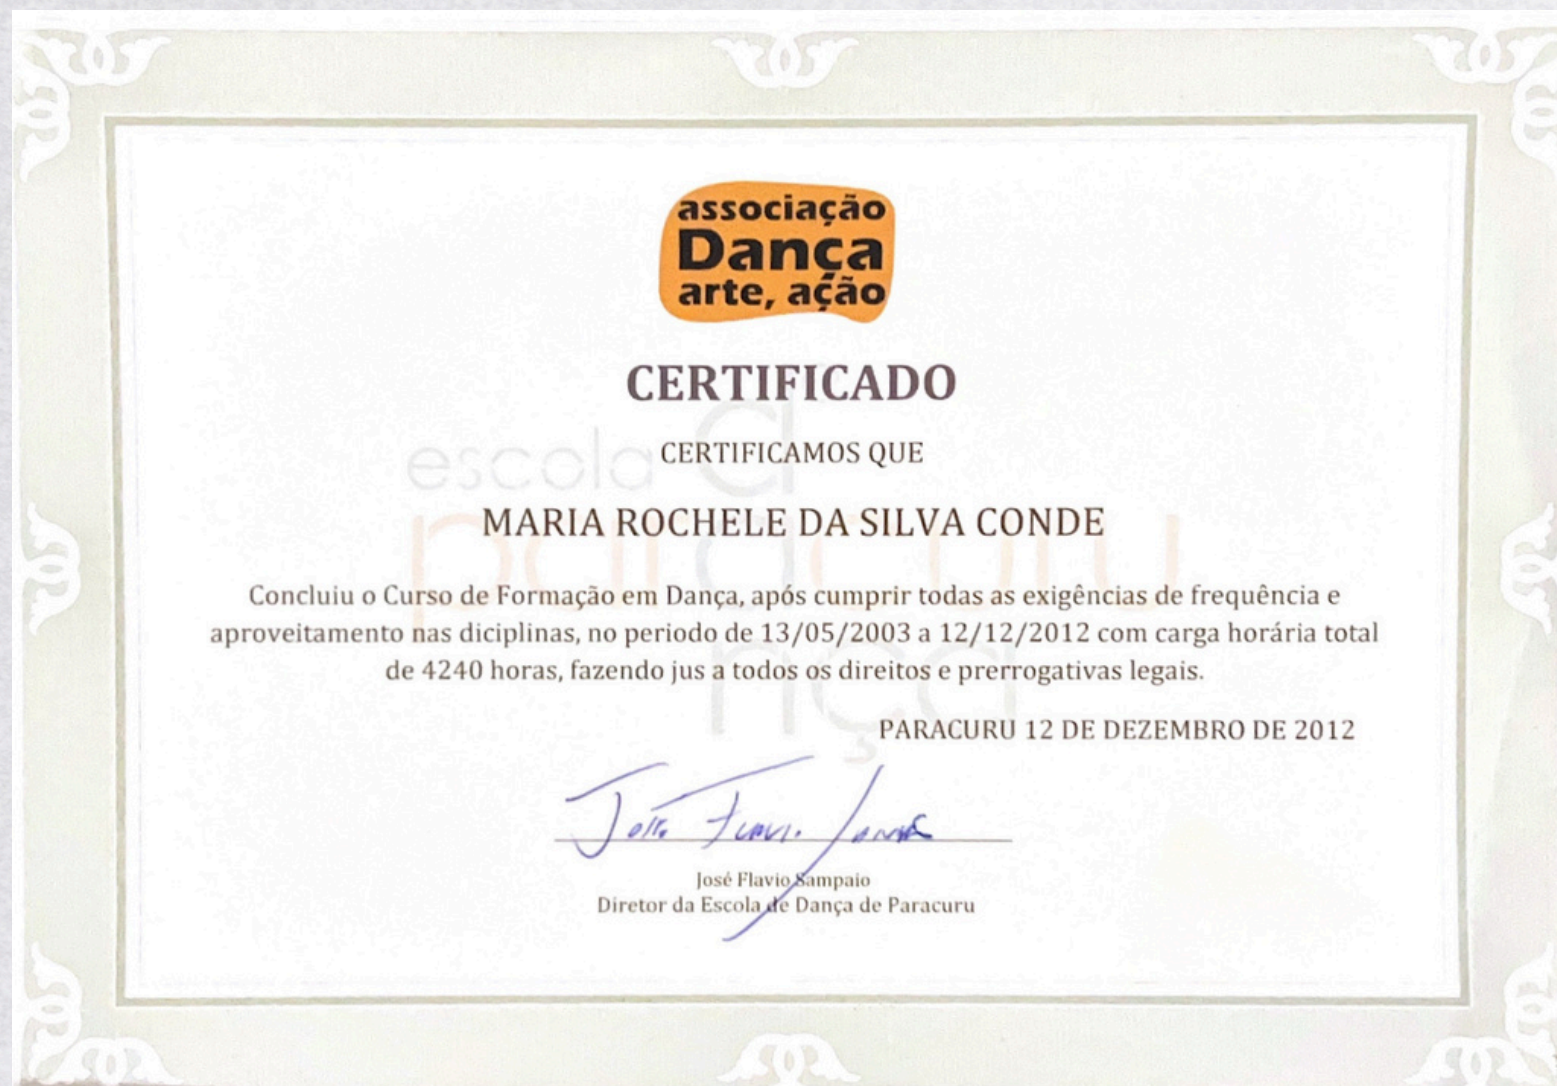 associação
Dança
arte, ação
CERTIFICADO
CERTIFICAMOS QUE
escola
MARIA ROCHELE DA SILVA CONDE
paracuru
Concluiu o Curso de Formação em Dança, após cumprir todas as exigências de frequência e
aproveitamento nas diciplinas, no periodo de 13/05/2003 a 12/12/2012 com carga horária total
de 4240 horas, fazendo jus a todos os direitos e prerrogativas legais.
nça
PARACURU 12 DE DEZEMBRO DE 2012
José Flavio Sampaio
Diretor da Escola de Dança de Paracuru